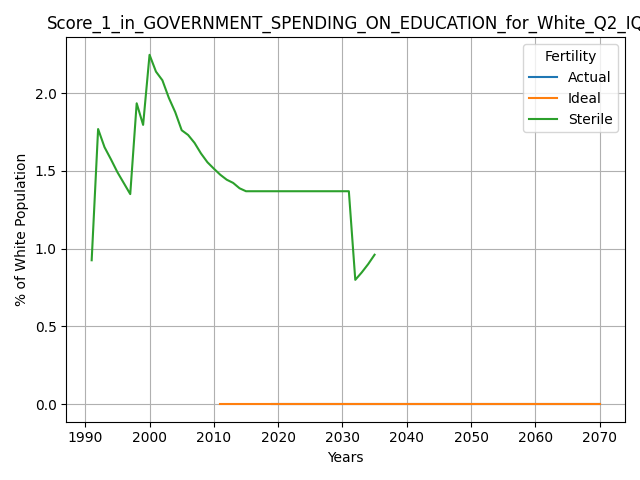 Score_1_in_GOVERNMENT_SPENDING_ON_EDUCATION_for_White_Q2_IQ
Fertility
Actual
Ideal
Sterile
% of White Population
2.0
1.5
1.0
0.5
0.0
1990 2000 2010 2020 2030 2040 2050 2060 2070
Years